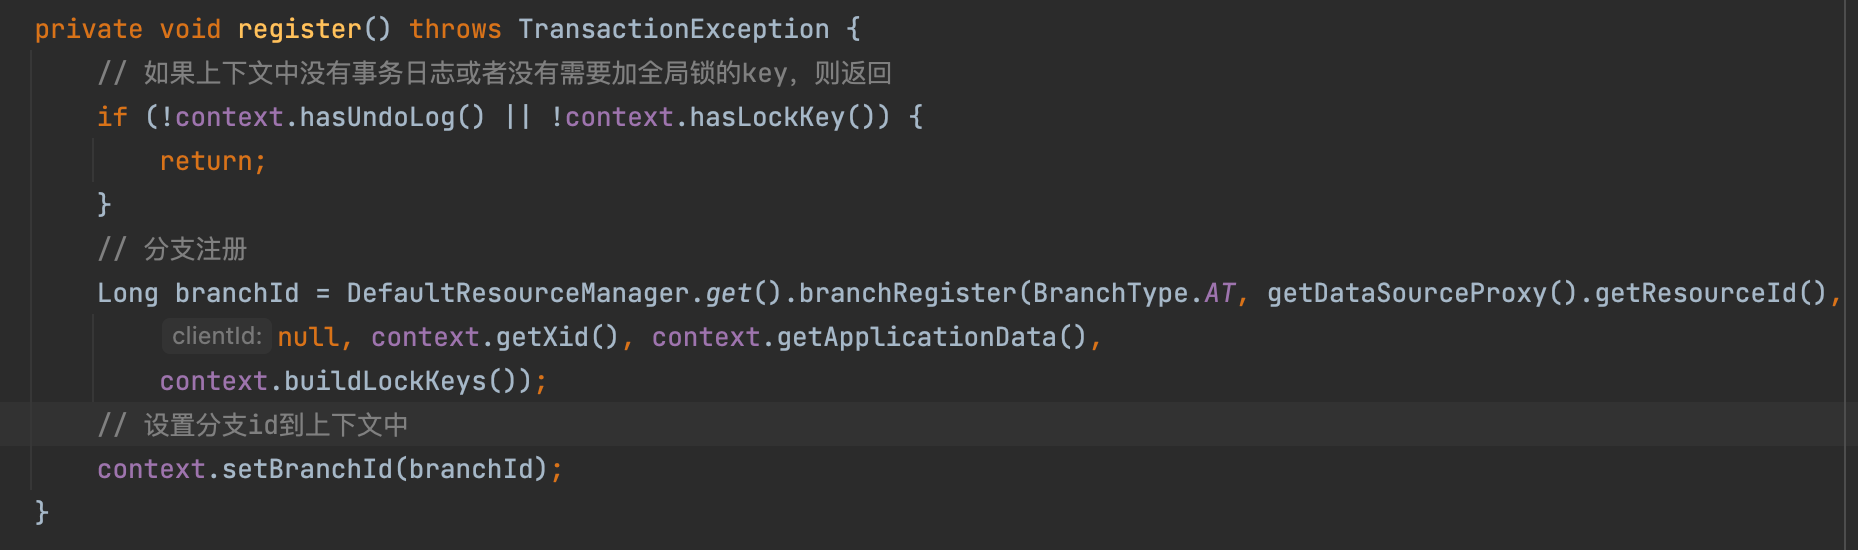 private void register() throws TransactionException {
// 如果上下文中没有事务日志或者没有需要加全局锁的key，则返回
if (!context.hasUndoLog() || !context.hasLockKey()) {
return;
}
// 分支注册
Long branchId = DefaultResourceManager.get().branchRegister(BranchType.AT, getDataSourceProxy().getResourceId(),
clientId: null, context.getXid(), context.getApplicationData(),
context.buildLockKeys());
// 设置分支id到上下文中
context.setBranchId(branchId);
}